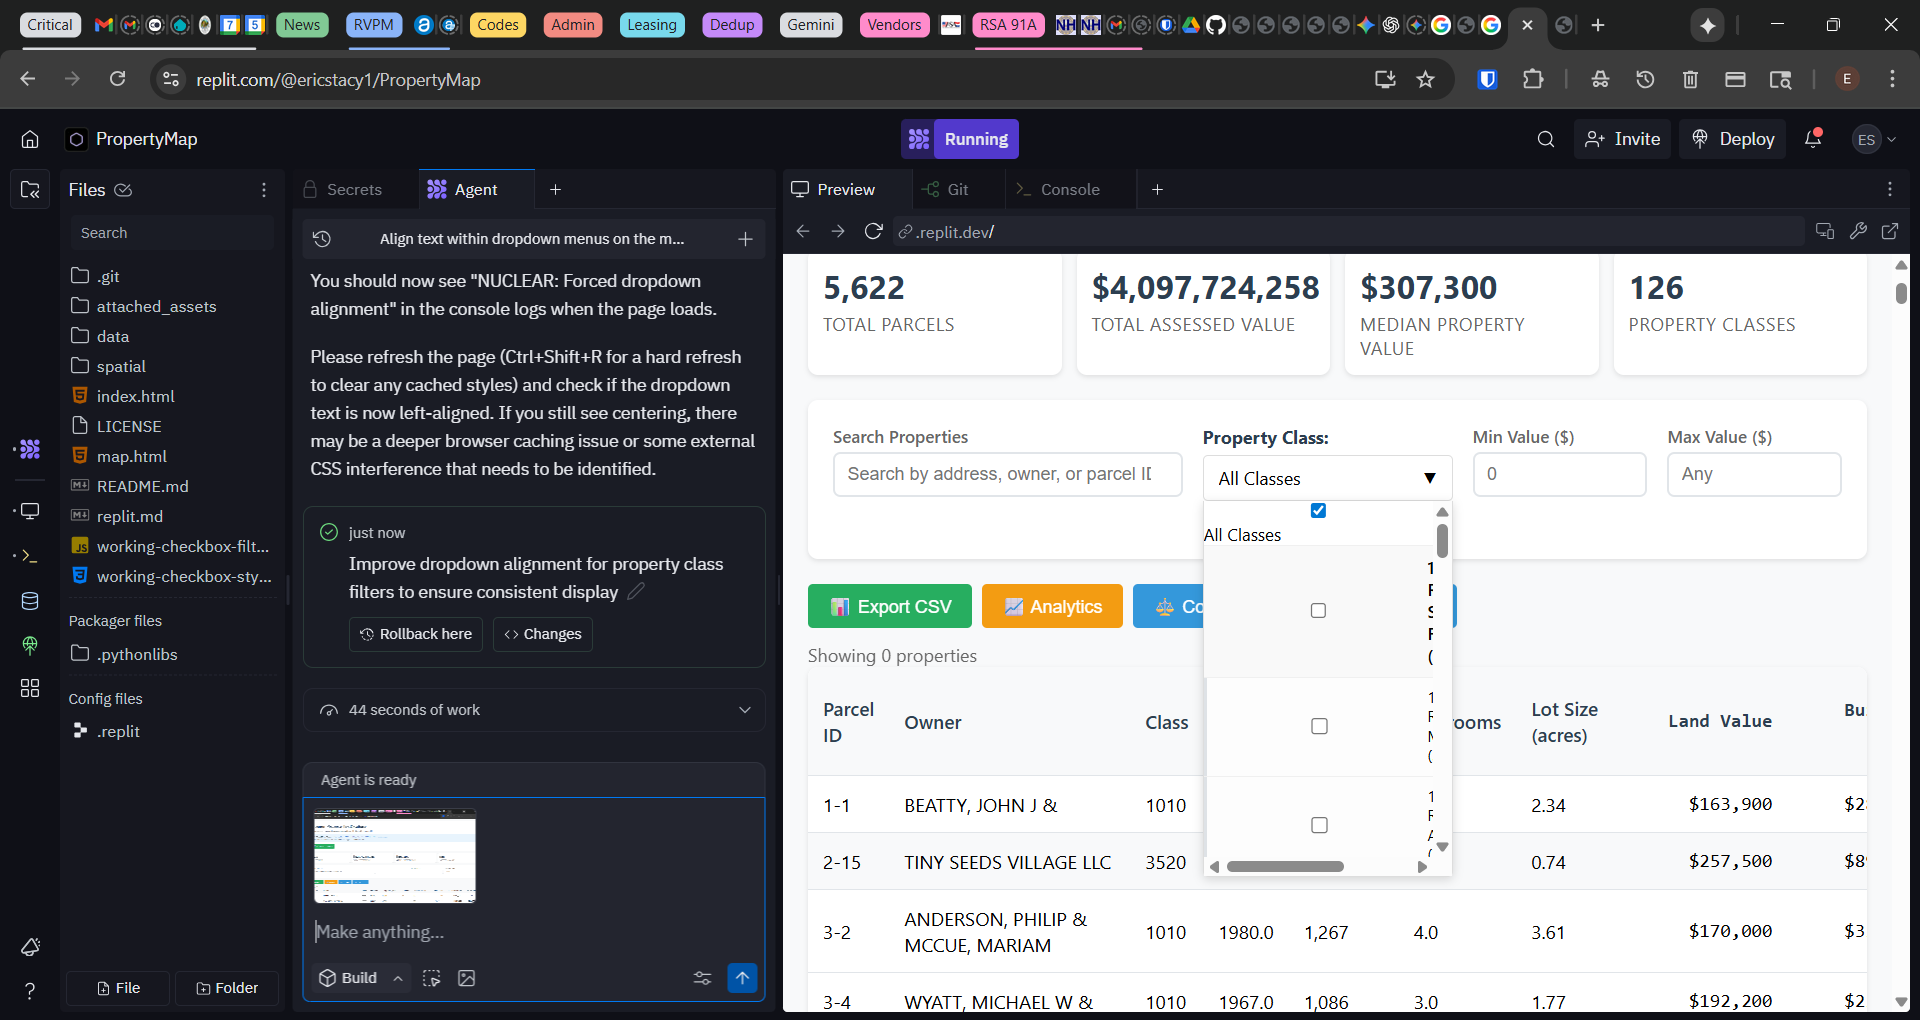 Critical
7
5
News
RVPM
Codes
Admin
Leasing
Dedup
Gemini
Vendors
RSA 91A
NH
NH
replit.com/@ericstacy1/PropertyMap
E
PropertyMap
Running
Invite
Deploy
ES
Files
Search
.git
attached_assets
data
spatial
index.html
LICENSE
map.html
README.md
replit.md
working-checkbox-filt...
working-checkbox-sty...
Packager files
.pythonlibs
Config files
.replit
File
Folder
Secrets
Agent
Align text within dropdown menus on the m...
You should now see "NUCLEAR: Forced dropdown
alignment" in the console logs when the page loads.
Please refresh the page (Ctrl+Shift+R for a hard refresh
to clear any cached styles) and check if the dropdown
text is now left-aligned. If you still see centering, there
may be a deeper browser caching issue or some external
CSS interference that needs to be identified.
just now
Improve dropdown alignment for property class
filters to ensure consistent display
Rollback here
Changes
44 seconds of work
Agent is ready
Make anything...
Build
Preview
Git
Console
.replit.dev/
5,622
TOTAL PARCELS
$4,097,724,258
TOTAL ASSESSED VALUE
$307,300
MEDIAN PROPERTY
VALUE
126
PROPERTY CLASSES
Search Properties
Search by address, owner, or parcel ID
Property Class:
All Classes
Min Value ($)
0
Max Value ($)
Any
All Classes
Export CSV
Analytics
Co
Showing 0 properties
Parcel
ID
Owner
Class
ooms
Lot Size
(acres)
Land Value
Bu
1-1
BEATTY, JOHN J &
1010
2.34
$163,900
$2
2-15
TINY SEEDS VILLAGE LLC
3520
0.74
$257,500
$8
3-2
ANDERSON, PHILIP &
MCCUE, MARIAM
1010
1980.0
1,267
4.0
3.61
$170,000
$3
3-4
WYATT, MICHAEL W &
1010
1967.0
1,086
3.0
1.77
$192,200
$2